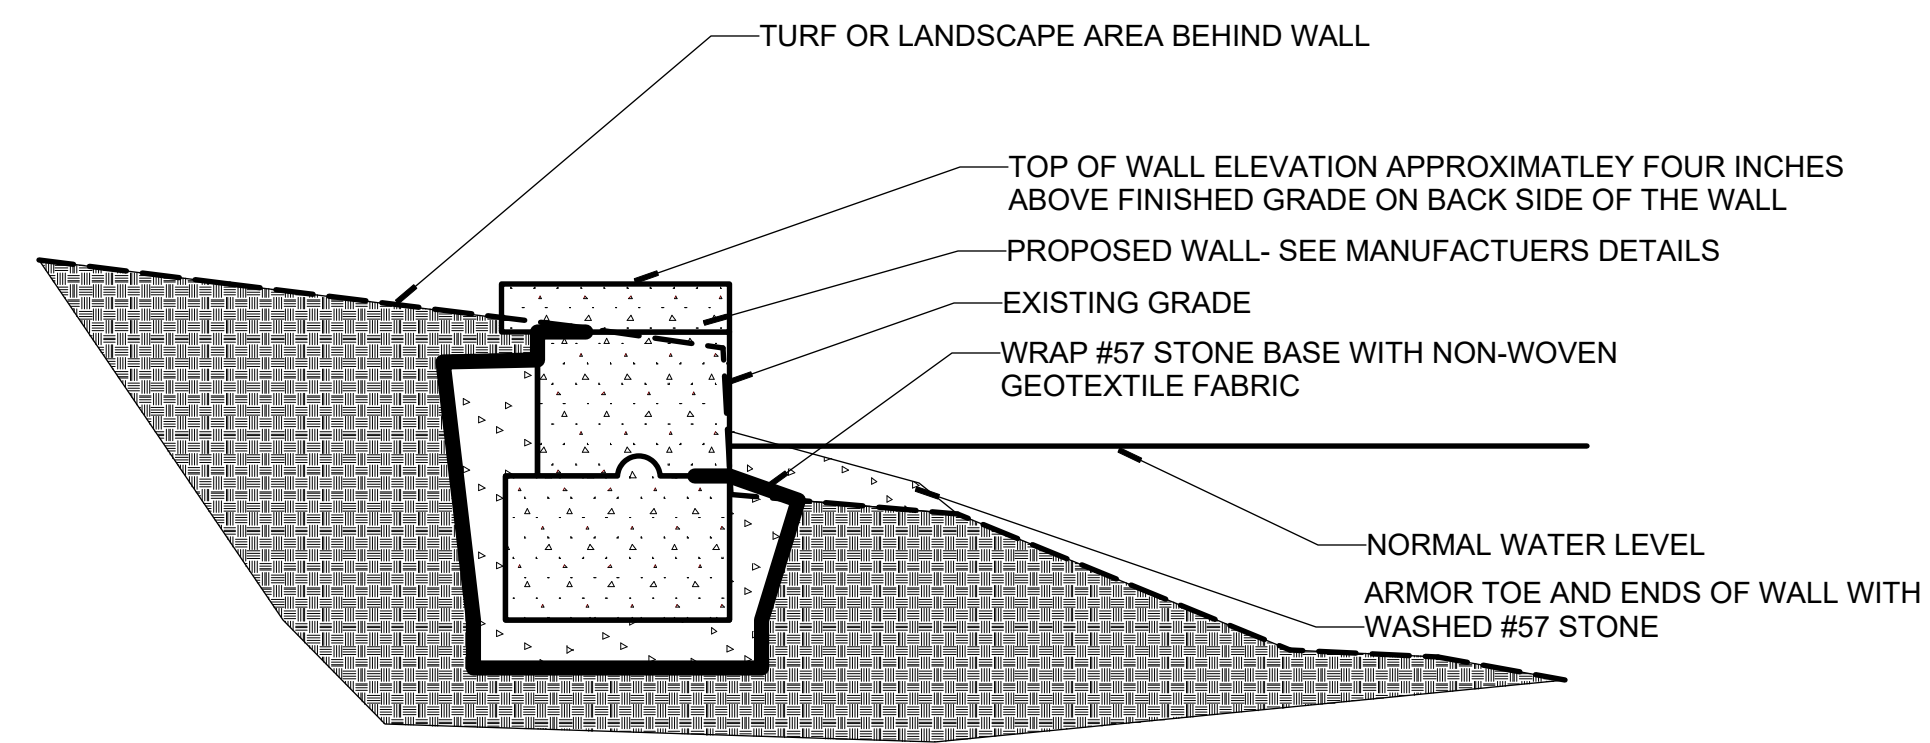 TURF OR LANDSCAPE AREA BEHIND WALL
TOP OF WALL ELEVATION APPROXIMATLEY FOUR INCHES
ABOVE FINISHED GRADE ON BACK SIDE OF THE WALL
PROPOSED WALL- SEE MANUFACTUERS DETAILS
EXISTING GRADE
WRAP #57 STONE BASE WITH NON-WOVEN
GEOTEXTILE FABRIC
NORMAL WATER LEVEL
ARMOR TOE AND ENDS OF WALL WITH
WASHED #57 STONE